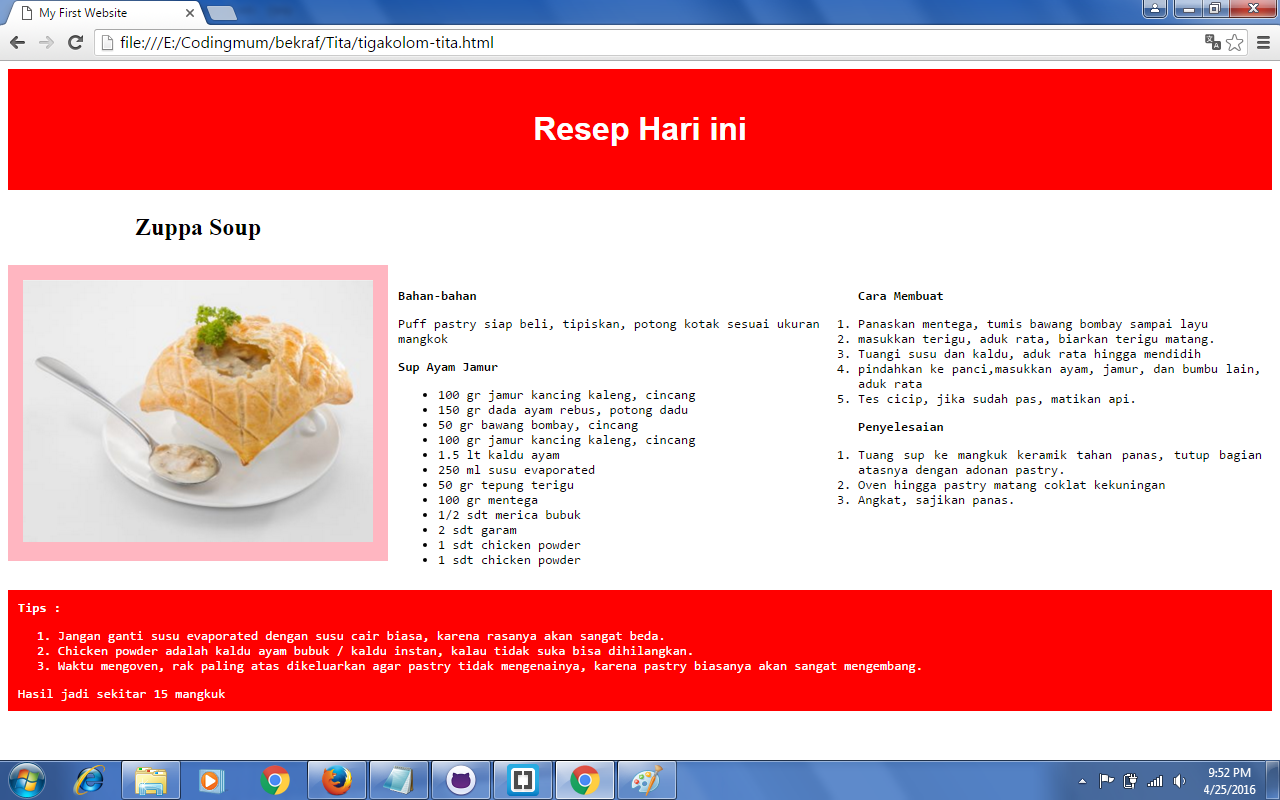 My First Website
file:///E:/Codingmum/bekraf/Tita/tigakolom-tita.html
Resep Hari ini
Zuppa Soup
Bahan-bahan
Puff pastry siap beli, tipiskan, potong kotak sesuai ukuran
mangkok
Sup Ayam Jamur
• 100 gr jamur kancing kaleng, cincang
• 150 gr dada ayam rebus, potong dadu
• 50 gr bawang bombay, cincang
• 100 gr jamur kancing kaleng, cincang
• 1.5 lt kaldu ayam
• 250 ml susu evaporated
• 50 gr tepung terigu
• 100 gr mentega
• 1/2 sdt merica bubuk
• 2 sdt garam
• 1 sdt chicken powder
• 1 sdt chicken powder
Cara Membuat
1. Panaskan mentega, tumis bawang bombay sampai layu
2. masukkan terigu, aduk rata, biarkan terigu matang.
3. Tuangi susu dan kaldu, aduk rata hingga mendidih
4. pindahkan ke panci,masukkan ayam, jamur, dan bumbu lain,
aduk rata
5. Tes cicip, jika sudah pas, matikan api.
Penyelesaian
1. Tuang sup ke mangkuk keramik tahan panas, tutup bagian
atasnya dengan adonan pastry.
2. Oven hingga pastry matang coklat kekuningan
3. Angkat, sajikan panas.
Tips :
1. Jangan ganti susu evaporated dengan susu cair biasa, karena rasanya akan sangat beda.
2. Chicken powder adalah kaldu ayam bubuk / kaldu instan, kalau tidak suka bisa dihilangkan.
3. Waktu mengoven, rak paling atas dikeluarkan agar pastry tidak mengenainya, karena pastry biasanya akan sangat mengembang.
Hasil jadi sekitar 15 mangkuk
9:52 PM
4/25/2016